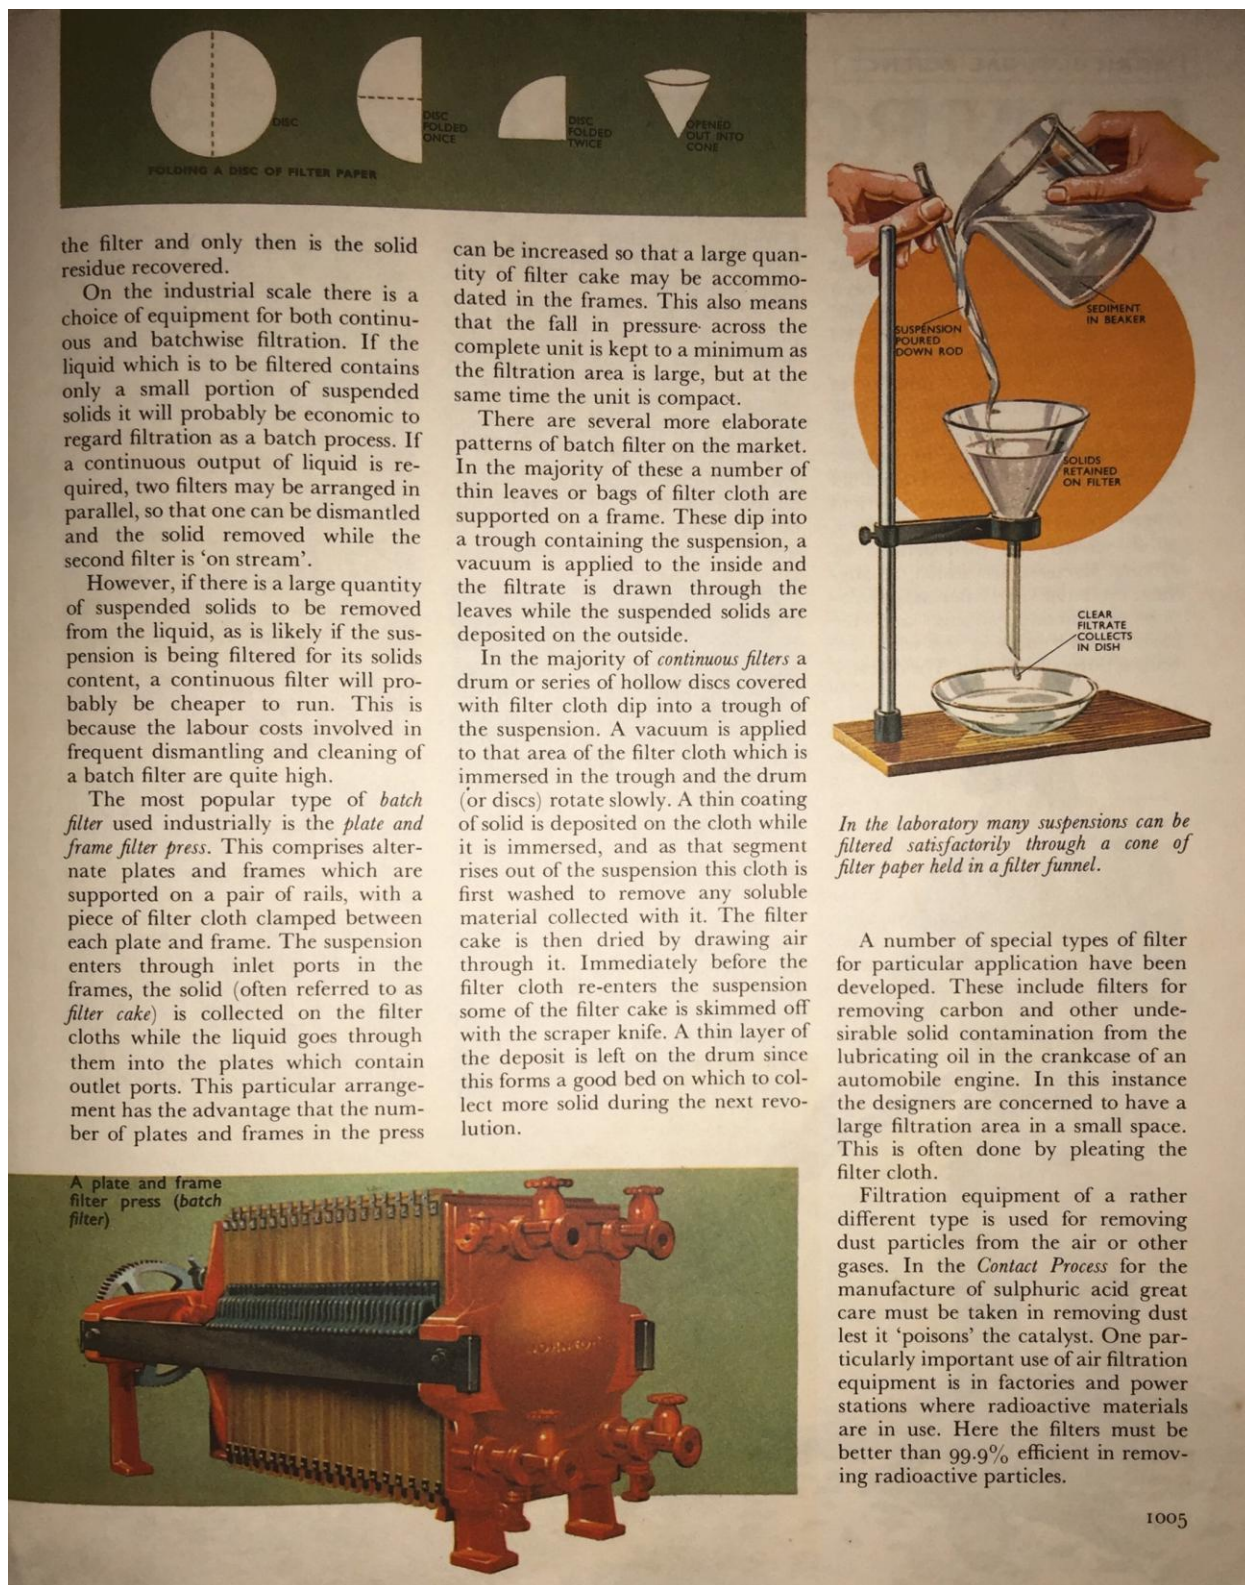 DISC
DISC
FOLDED
ONCE
DISC
FOLDED
TWICE
OPENED
OUT INTO
CONE
FOLDING A DISC OF FILTER PAPER
the filter and only then is the solid
residue recovered.
On the industrial scale there is a
choice of equipment for both continu-
ous and batchwise filtration. If the
liquid which is to be filtered contains
only a small portion of suspended
solids it will probably be economic to
regard filtration as a batch process. If
a continuous output of liquid is re-
quired, two filters may be arranged in
parallel, so that one can be dismantled
and the solid removed while the
second filter is ‘on stream’.
However, if there is a large quantity
of suspended solids to be removed
from the liquid, as is likely if the sus-
pension is being filtered for its solids
content, a continuous filter will pro-
bably be cheaper to run. This is
because the labour costs involved in
frequent dismantling and cleaning of
a batch filter are quite high.
The most popular type of batch
filter used industrially is the plate and
frame filter press. This comprises alter-
nate plates and frames which are
supported on a pair of rails, with a
piece of filter cloth clamped between
each plate and frame. The suspension
enters through inlet ports in the
frames, the solid (often referred to as
filter cake) is collected on the filter
cloths while the liquid goes through
them into the plates which contain
outlet ports. This particular arrange-
ment has the advantage that the num-
ber of plates and frames in the press
can be increased so that a large quan-
tity of filter cake may be accommo-
dated in the frames. This also means
that the fall in pressure across the
complete unit is kept to a minimum as
the filtration area is large, but at the
same time the unit is compact.
There are several more elaborate
patterns of batch filter on the market.
In the majority of these a number of
thin leaves or bags of filter cloth are
supported on a frame. These dip into
a trough containing the suspension, a
vacuum is applied to the inside and
the filtrate is drawn through the
leaves while the suspended solids are
deposited on the outside.
In the majority of continuous filters a
drum or series of hollow discs covered
with filter cloth dip into a trough of
the suspension. A vacuum is applied
to that area of the filter cloth which is
immersed in the trough and the drum
(or discs) rotate slowly. A thin coating
of solid is deposited on the cloth while
it is immersed, and as that segment
rises out of the suspension this cloth is
first washed to remove any soluble
material collected with it. The filter
cake is then dried by drawing air
through it. Immediately before the
filter cloth re-enters the suspension
some of the filter cake is skimmed off
with the scraper knife. A thin layer of
the deposit is left on the drum since
this forms a good bed on which to col-
lect more solid during the next revo-
lution.
SEDIMENT
IN BEAKER
SUSPENSION
POURED
DOWN ROD
SOLIDS
RETAINED
ON FILTER
CLEAR
FILTRATE
COLLECTS
IN DISH
In the laboratory many suspensions can be
filtered satisfactorily through a cone of
filter paper held in a filter funnel.
A number of special types of filter
for particular application have been
developed. These include filters for
removing carbon and other unde-
sirable solid contamination from the
lubricating oil in the crankcase of an
automobile engine. In this instance
the designers are concerned to have a
large filtration area in a small space.
This is often done by pleating the
filter cloth.
Filtration equipment of a rather
different type is used for removing
dust particles from the air or other
gases. In the Contact Process for the
manufacture of sulphuric acid great
care must be taken in removing dust
lest it ‘poisons’ the catalyst. One par-
ticularly important use of air filtration
equipment is in factories and power
stations where radioactive materials
are in use. Here the filters must be
better than 99.9% efficient in remov-
ing radioactive particles.
A plate and frame
filter press (batch
filter)
1005